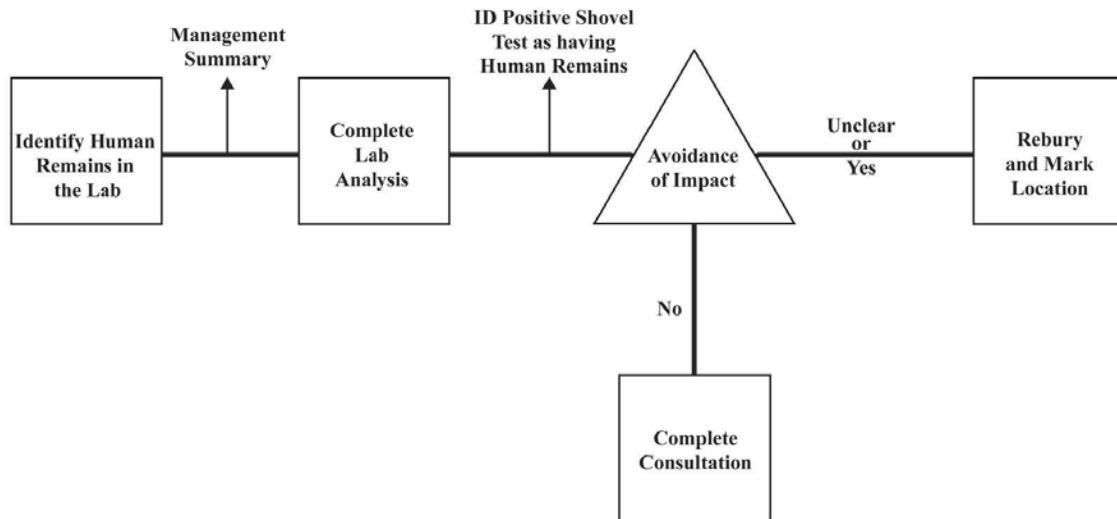 Management
Summary
ID Positive Shovel
Test as having
Human Remains
Identify Human
Remains in
the Lab
Complete
Lab
Analysis
Avoidance
of Impact
Unclear
or
Yes
Rebury
and Mark
Location
No
Complete
Consultation